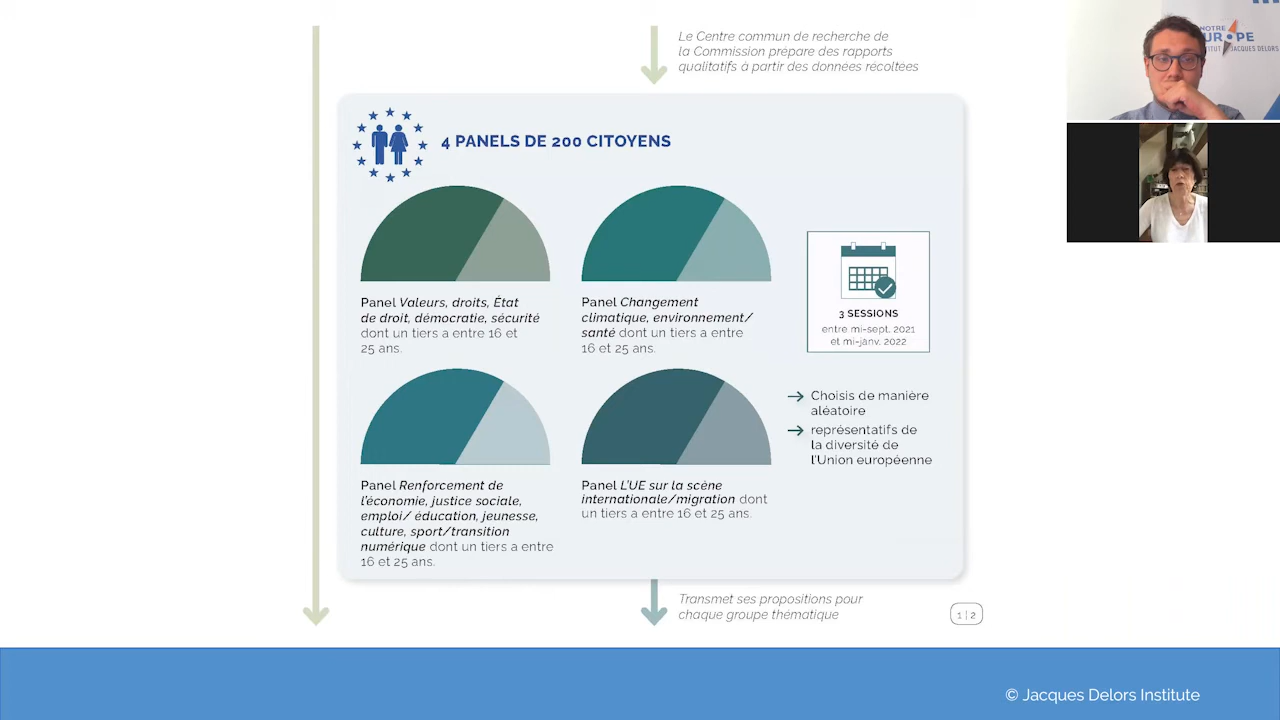 Le Centre commun de recherche de
la Commission prépare des rapports
qualitatifs à partir des données récoltées
4 PANELS DE 200 CITOYENS
Panel Valeurs, droits, État
de droit, démocratie, sécurité
dont un tiers a entre 16 et
25 ans.
Panel Changement
climatique, environnement/
santé dont un tiers a entre
16 et 25 ans.
3 SESSIONS
entre mi-sept. 2021
et mi-janv. 2022
→ Choisis de manière
aléatoire
→ représentatifs de
la diversité de
l'Union européenne
Panel Renforcement de
l'économie, justice sociale,
emploi/ éducation, jeunesse,
culture, sport/transition
numérique dont un tiers a entre
16 et 25 ans.
Panel L'UE sur la scène
internationale/migration dont
un tiers a entre 16 et 25 ans.
Transmet ses propositions pour
chaque groupe thématique
1 | 2
© Jacques Delors Institute
NOTRE
EUROPE
JACQUES DELORS